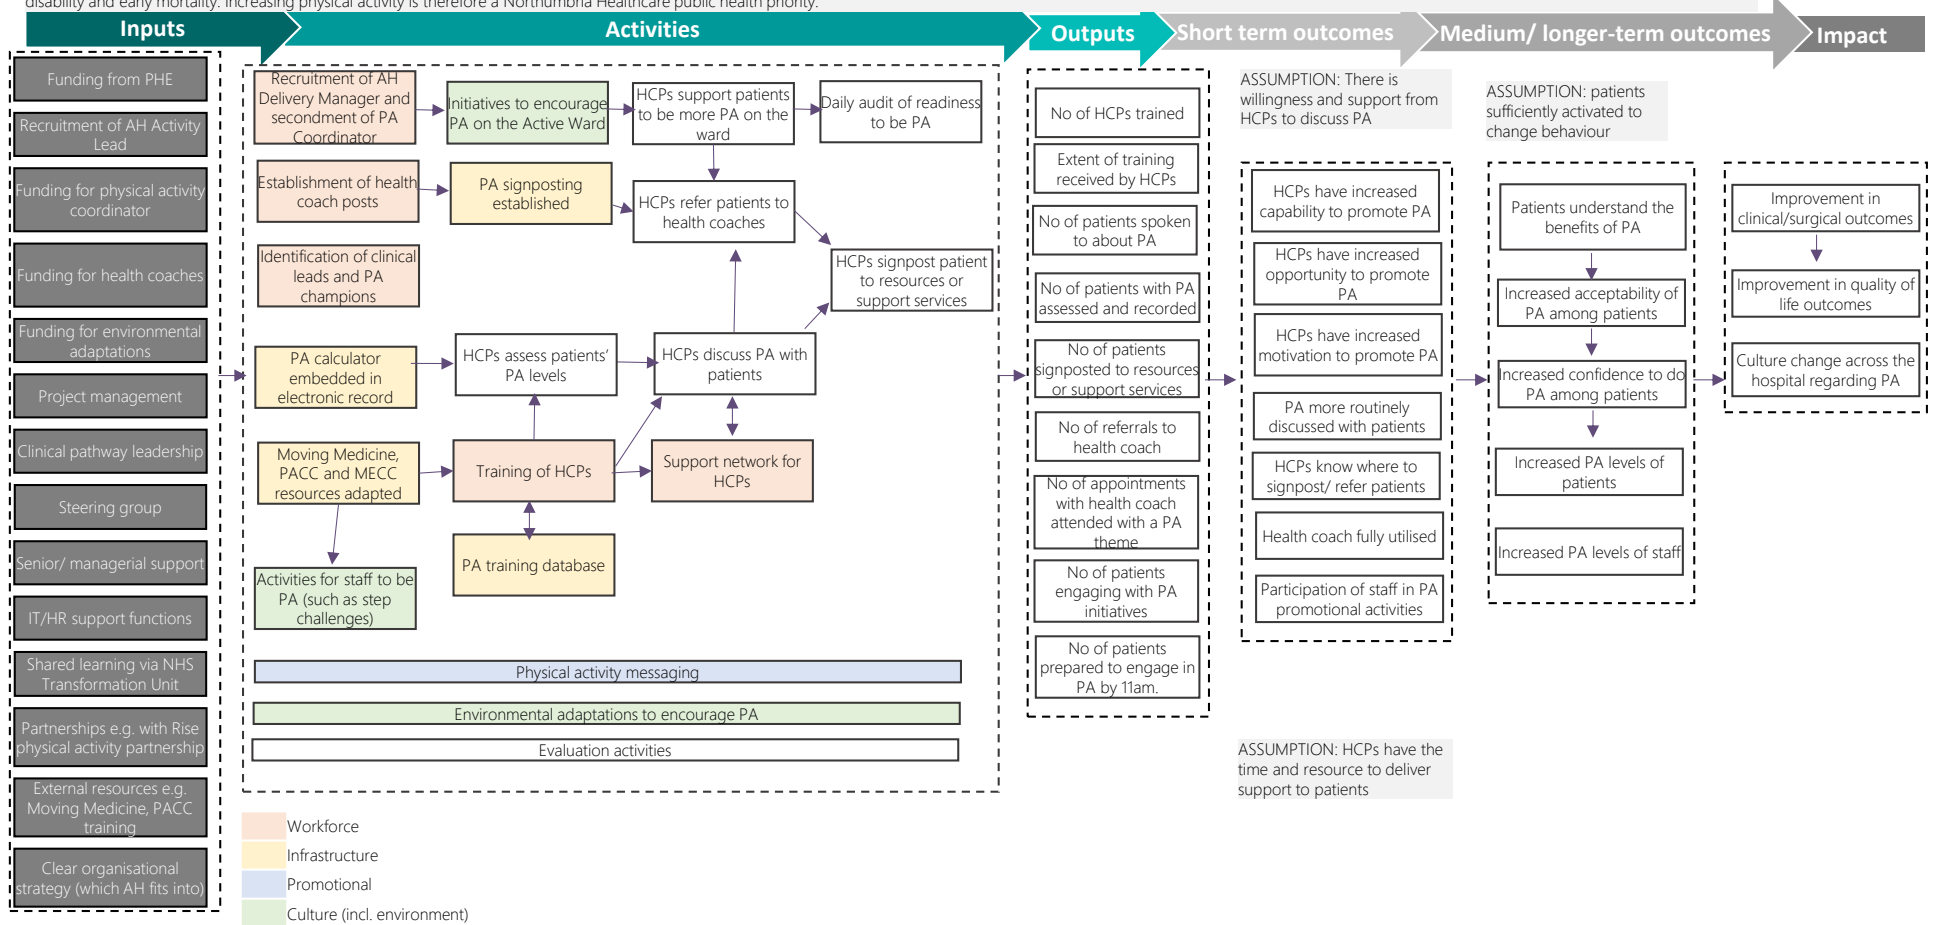 disability and early mortality. Increasing physical activity is therefore a Northumbria Healthcare public health priority.
Inputs
Activities
Outputs
Short term outcomes
Medium/ longer-term outcomes
Impact
Funding from PHE
Recruitment of AH Activity
Lead
Funding for physical activity
coordinator
Funding for health coaches
Funding for environmental
adaptations
Project management
Clinical pathway leadership
Steering group
Senior/ managerial support
IT/HR support functions
Shared learning via NHS
Transformation Unit
Partnerships e.g. with Rise
physical activity partnership
External resources e.g.
Moving Medicine, PACC
training
Clear organisational
strategy (which AH fits into)
Recruitment of AH
Delivery Manager and
secondment of PA
Coordinator
Initiatives to encourage
PA on the Active Ward
HCPs support patients
to be more PA on the
ward
Daily audit of readiness
to be PA
Establishment of health
coach posts
PA signposting
established
HCPs refer patients to
health coaches
Identification of clinical
leads and PA
champions
HCPs signpost patient
to resources or
support services
PA calculator
embedded in
electronic record
HCPs assess patients’
PA levels
HCPs discuss PA with
patients
Moving Medicine,
PACC and MECC
resources adapted
Training of HCPs
Support network for
HCPs
Activities for staff to be
PA (such as step
challenges)
PA training database
Physical activity messaging
Environmental adaptations to encourage PA
Evaluation activities
Workforce
Infrastructure
Promotional
Culture (incl. environment)
No of HCPs trained
Extent of training
received by HCPs
No of patients spoken
to about PA
No of patients with PA
assessed and recorded
No of patients
signposted to resources
or support services
No of referrals to
health coach
No of appointments
with health coach
attended with a PA
theme
No of patients
engaging with PA
initiatives
No of patients
prepared to engage in
PA by 11am.
ASSUMPTION: There is
willingness and support from
HCPs to discuss PA
HCPs have increased
capability to promote PA
HCPs have increased
opportunity to promote
PA
HCPs have increased
motivation to promote PA
PA more routinely
discussed with patients
HCPs know where to
signpost/ refer patients
Health coach fully utilised
Participation of staff in PA
promotional activities
ASSUMPTION: HCPs have the
time and resource to deliver
support to patients
ASSUMPTION: patients
sufficiently activated to
change behaviour
Patients understand the
benefits of PA
Increased acceptability of
PA among patients
Increased confidence to do
PA among patients
Increased PA levels of
patients
Increased PA levels of staff
Improvement in
clinical/surgical outcomes
Improvement in quality of
life outcomes
Culture change across the
hospital regarding PA